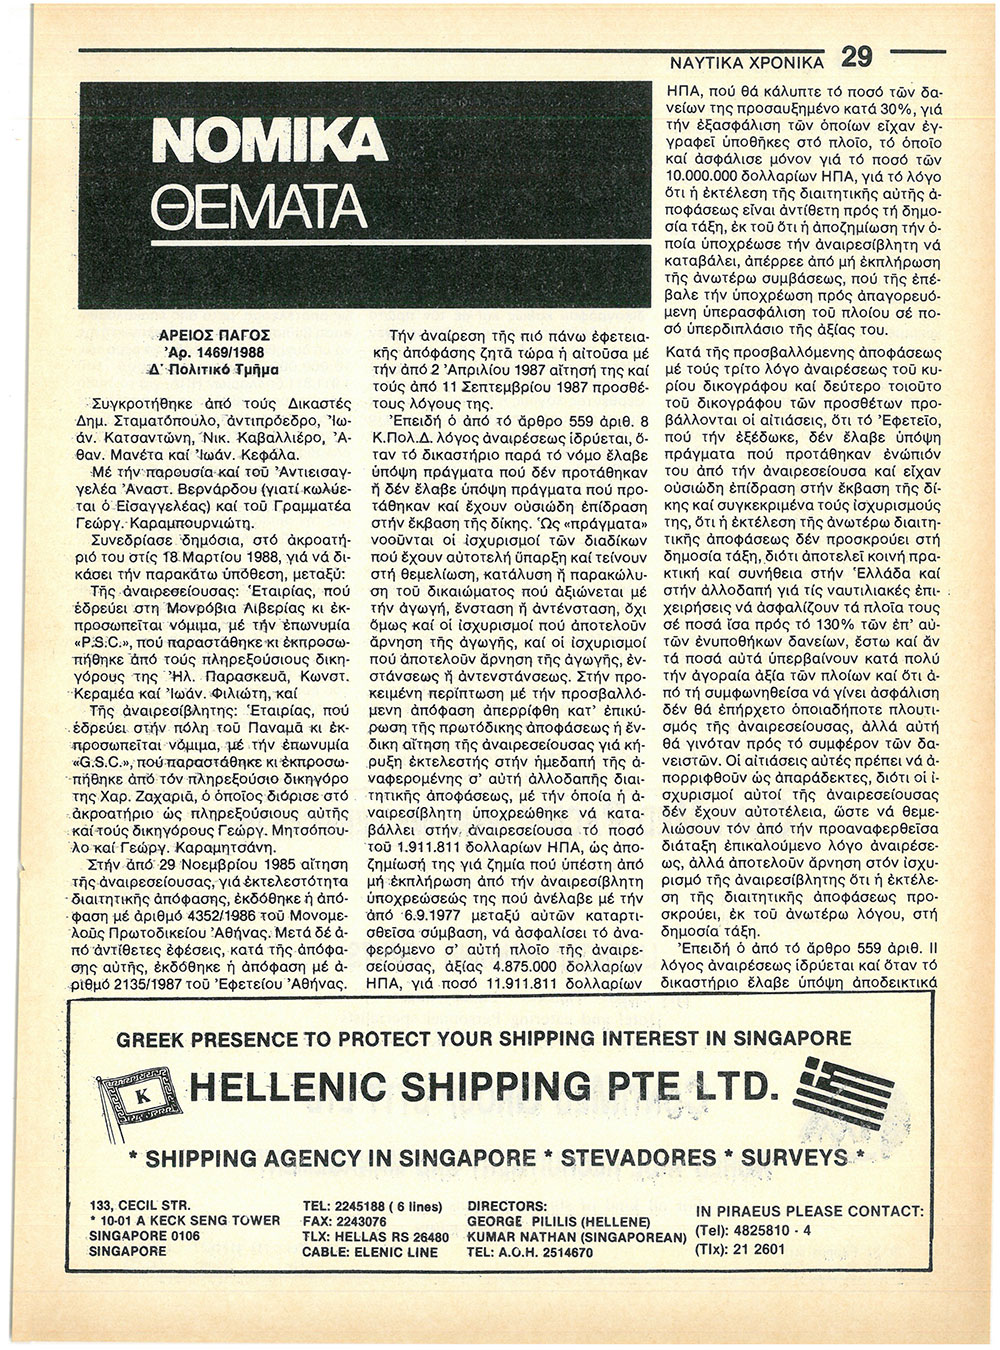 ΝΑΥΤΙΚΑ ΧΡΟΝΙΚΑ 29
ΝΟΜΙΚΑ
ΘΕΜΑΤΑ
ΑΡΕΙΟΣ ΠΑΓΟΣ
Ἀρ. 1469/1988
Δ' Πολιτικό Τμῆμα
Συγκροτήθηκε ἀπό τούς Δικαστές
Δημ. Σταματόπουλο, ἀντιπρόεδρο, Ἰω-
άν. Κατσαντώνη, Νικ. Καβαλλιέρο, Ἀ-
θαν. Μανέτα καί Ἰωάν. Κεφάλα.
Μέ τήν παρουσία καί τοῦ Ἀντιεισαγ-
γελέα Ἀναστ. Βερνάρδου (γιατί κωλύε-
ται ὁ Εἰσαγγελέας) καί τοῦ Γραμματέα
Γεώργ. Καραμπουρνιώτη.
Συνεδρίασε δημόσια, στό ἀκροατή-
ριό του στίς 18 Μαρτίου 1988, γιά νά δι-
κάσει τήν παρακάτω ὑπόθεση, μεταξύ:
Τῆς ἀναιρεσείουσας: Ἑταιρίας, πού
ἑδρεύει στη Μονρόβια Λιβερίας κι ἐκ-
προσωπεῖται νόμιμα, μέ τήν ἐπωνυμία
«P.S.C.», πού παραστάθηκε κι ἐκπροσω-
πήθηκε ἀπό τούς πληρεξούσιους δικη-
γόρους της Ἠλ. Παρασκευᾶ, Κωνστ.
Κεραμέα καί Ἰωάν. Φιλιώτη, καί
Τῆς ἀναιρεσίβλητης: Ἑταιρίας, πού
ἑδρεύει στήν πόλη τοῦ Παναμᾶ κι ἐκ-
προσωπεῖται νόμιμα, μέ τήν ἐπωνυμία
«G.S.C.», πού παραστάθηκε κι ἐκπροσω-
πήθηκε ἀπό τόν πληρεξούσιο δικηγόρο
της Χαρ. Ζαχαριᾶ, ὁ ὁποῖος διόρισε στό
ἀκροατήριο ὡς πληρεξούσιους αὐτῆς
καί τούς δικηγόρους Γεώργ. Μητσόπου-
λο καί Γεώργ. Καραμητσάνη.
Στήν ἀπό 29 Νοεμβρίου 1985 αἴτηση
τῆς ἀναιρεσείουσας, γιά ἐκτελεστότητα
διαιτητικῆς ἀπόφασης, ἐκδόθηκε ἡ ἀπό-
φαση μέ ἀριθμό 4352/1986 τοῦ Μονομε-
λοῦς Πρωτοδικείου Ἀθήνας. Μετά δέ ἀ-
πό ἀντίθετες ἐφέσεις, κατά τῆς ἀπόφα-
σης αὐτῆς, ἐκδόθηκε ἡ ἀπόφαση μέ ἀ-
ριθμό 2135/1987 τοῦ Ἐφετείου Ἀθήνας.
Τήν ἀναίρεση τῆς πιό πάνω ἐφετεια-
κῆς ἀπόφασης ζητᾶ τώρα ἡ αἰτοῦσα μέ
τήν ἀπό 2 Ἀπριλίου 1987 αἴτησή της καί
τούς ἀπό 11 Σεπτεμβρίου 1987 προσθέ-
τους λόγους της.
Ἐπειδή ὁ ἀπό τό ἄρθρο 559 ἀριθ. 8
Κ.Πολ.Δ. λόγος ἀναιρέσεως ἱδρύεται, ὅ-
ταν τό δικαστήριο παρά τό νόμο ἔλαβε
ὑπόψη πράγματα πού δέν προτάθηκαν
ἤ δέν ἔλαβε ὑπόψη πράγματα πού προ-
τάθηκαν καί ἔχουν οὐσιώδη ἐπίδραση
στήν ἔκβαση τῆς δίκης. Ὡς «πράγματα»
νοοῦνται οἱ ἰσχυρισμοί τῶν διαδίκων
πού ἔχουν αὐτοτελή ὕπαρξη καί τείνουν
στή θεμελίωση, κατάλυση ἤ παρακώλυ-
ση τοῦ δικαιώματος πού ἀξιώνεται μέ
τήν ἀγωγή, ἔνσταση ἤ ἀντένσταση, ὄχι
ὅμως καί οἱ ἰσχυρισμοί πού ἀποτελοῦν
ἄρνηση τῆς ἀγωγῆς, καί οἱ ἰσχυρισμοί
πού ἀποτελοῦν ἄρνηση τῆς ἀγωγῆς, ἐν-
στάνσεως ἤ ἀντενστάνσεως. Στήν προ-
κειμένη περίπτωση μέ τήν προσβαλλό-
μενη ἀπόφαση ἀπερρίφθη κατ' ἐπικύ-
ρωση τῆς πρωτόδικης ἀποφάσεως ἡ ἔν-
δικη αἴτηση τῆς ἀναιρεσείουσας γιά κή-
ρυξη ἐκτελεστῆς στήν ἡμεδαπή τῆς ἀ-
ναφερομένης σ' αὐτή ἀλλοδαπῆς διαι-
τητικῆς ἀποφάσεως, μέ τήν ὁποία ἡ ἀ-
ναιρεσίβλητη ὑποχρεώθηκε νά κατα-
βάλλει στήν ἀναιρεσείουσα τό ποσό
τοῦ 1.911.811 δολλαρίων ΗΠΑ, ὡς ἀπο-
ζημίωσή της γιά ζημία πού ὑπέστη ἀπό
μή ἐκπλήρωση ἀπό τήν ἀναιρεσίβλητη
ὑποχρεώσεώς της πού ἀνέλαβε μέ τήν
ἀπό 6.9.1977 μεταξύ αὐτῶν καταρτι-
σθεῖσα σύμβαση, νά ἀσφαλίσει τό ἀνα-
φερόμενο σ' αὐτή πλοῖο τῆς ἀναιρε-
σείουσας, ἀξίας 4.875.000 δολλαρίων
ΗΠΑ, γιά ποσό 11.911.811 δολλαρίων
ΗΠΑ, πού θά κάλυπτε τό ποσό τῶν δα-
νείων της προσαυξημένο κατά 30%, γιά
τήν ἐξασφάλιση τῶν ὁποίων εἶχαν ἐγ-
γραφεῖ ὑποθῆκες στό πλοῖο, τό ὁποῖο
καί ἀσφάλισε μόνον γιά τό ποσό τῶν
10.000.000 δολλαρίων ΗΠΑ, γιά τό λόγο
ὅτι ἡ ἐκτέλεση τῆς διαιτητικῆς αὐτῆς ἀ-
ποφάσεως εἶναι ἀντίθετη πρός τή δημο-
σία τάξη, ἐκ τοῦ ὅτι ἡ ἀποζημίωση τήν ὁ-
ποία ὑποχρέωσε τήν ἀναιρεσίβλητη νά
καταβάλει, ἀπέρρεε ἀπό μή ἐκπλήρωση
τῆς ἀνωτέρω συμβάσεως, πού τῆς ἐπέ-
βαλε τήν ὑποχρέωση πρός ἀπαγορευό-
μενη ὑπερασφάλιση τοῦ πλοίου σέ πο-
σό ὑπερδιπλάσιο τῆς ἀξίας του.
Κατά τῆς προσβαλλόμενης ἀποφάσεως
μέ τούς τρίτο λόγο ἀναιρέσεως τοῦ κυ-
ρίου δικογράφου καί δεύτερο τοιοῦτο
τοῦ δικογράφου τῶν προσθέτων προ-
βάλλονται οἱ αἰτιάσεις, ὅτι τό Ἐφετεῖο,
πού τήν ἐξέδωκε, δέν ἔλαβε ὑπόψη
πράγματα πού προτάθηκαν ἐνώπιόν
του ἀπό τήν ἀναιρεσείουσα καί εἶχαν
οὐσιώδη ἐπίδραση στήν ἔκβαση τῆς δί-
κης καί συγκεκριμένα τούς ἰσχυρισμούς
της, ὅτι ἡ ἐκτέλεση τῆς ἀνωτέρω διαιτη-
τικῆς ἀποφάσεως δέν προσκρούει στή
δημοσία τάξη, διότι ἀποτελεῖ κοινή πρα-
κτική καί συνήθεια στήν Ἑλλάδα καί
στήν ἀλλοδαπή γιά τίς ναυτιλιακές ἐπι-
χειρήσεις νά ἀσφαλίζουν τά πλοῖα τους
σέ ποσά ἴσα πρός τό 130% τῶν ἐπ' αὐ-
τῶν ἐνυποθήκων δανείων, ἔστω καί ἄν
τά ποσά αὐτά ὑπερβαίνουν κατά πολύ
τήν ἀγοραία ἀξία τῶν πλοίων καί ὅτι ἀ-
πό τή συμφωνηθεῖσα νά γίνει ἀσφάλιση
δέν θά ἐπήρχετο ὁποιαδήποτε πλουτι-
σμός τῆς ἀναιρεσείουσας, ἀλλά αὐτή
θά γινόταν πρός τό συμφέρον τῶν δα-
νειστῶν. Οἱ αἰτιάσεις αὐτές πρέπει νά ἀ-
πορριφθοῦν ὡς ἀπαράδεκτες, διότι οἱ ἰ-
σχυρισμοί αὐτοί τῆς ἀναιρεσείουσας
δέν ἔχουν αὐτοτέλεια, ὥστε νά θεμε-
λιώσουν τόν ἀπό τήν προαναφερθεῖσα
διάταξη ἐπικαλούμενο λόγο ἀναιρέσε-
ως, ἀλλά ἀποτελοῦν ἄρνηση στόν ἰσχυ-
ρισμό τῆς ἀναιρεσίβλητης ὅτι ἡ ἐκτέλε-
ση τῆς διαιτητικῆς ἀποφάσεως προ-
σκρούει, ἐκ τοῦ ἀνωτέρω λόγου, στή
δημοσία τάξη.
Ἐπειδή ὁ ἀπό τό ἄρθρο 559 ἀριθ. ΙΙ
λόγος ἀναιρέσεως ἱδρύεται καί ὅταν τό
δικαστήριο ἔλαβε ὑπόψη ἀποδεικτικά
GREEK PRESENCE TO PROTECT YOUR SHIPPING INTEREST IN SINGAPORE
K HELLENIC SHIPPING PTE LTD.
* SHIPPING AGENCY IN SINGAPORE * STEVADORES * SURVEYS *
133, CECIL STR.
* 10-01 A KECK SENG TOWER
SINGAPORE 0106
SINGAPORE
TEL: 2245188 ( 6 lines)
FAX: 2243076
TLX: HELLAS RS 26480
CABLE: ELENIC LINE
DIRECTORS:
GEORGE PILILIS (HELLENE)
KUMAR NATHAN (SINGAPOREAN)
TEL: A.O.H. 2514670
IN PIRAEUS PLEASE CONTACT:
(Tel): 4825810 - 4
(Tlx): 21 2601